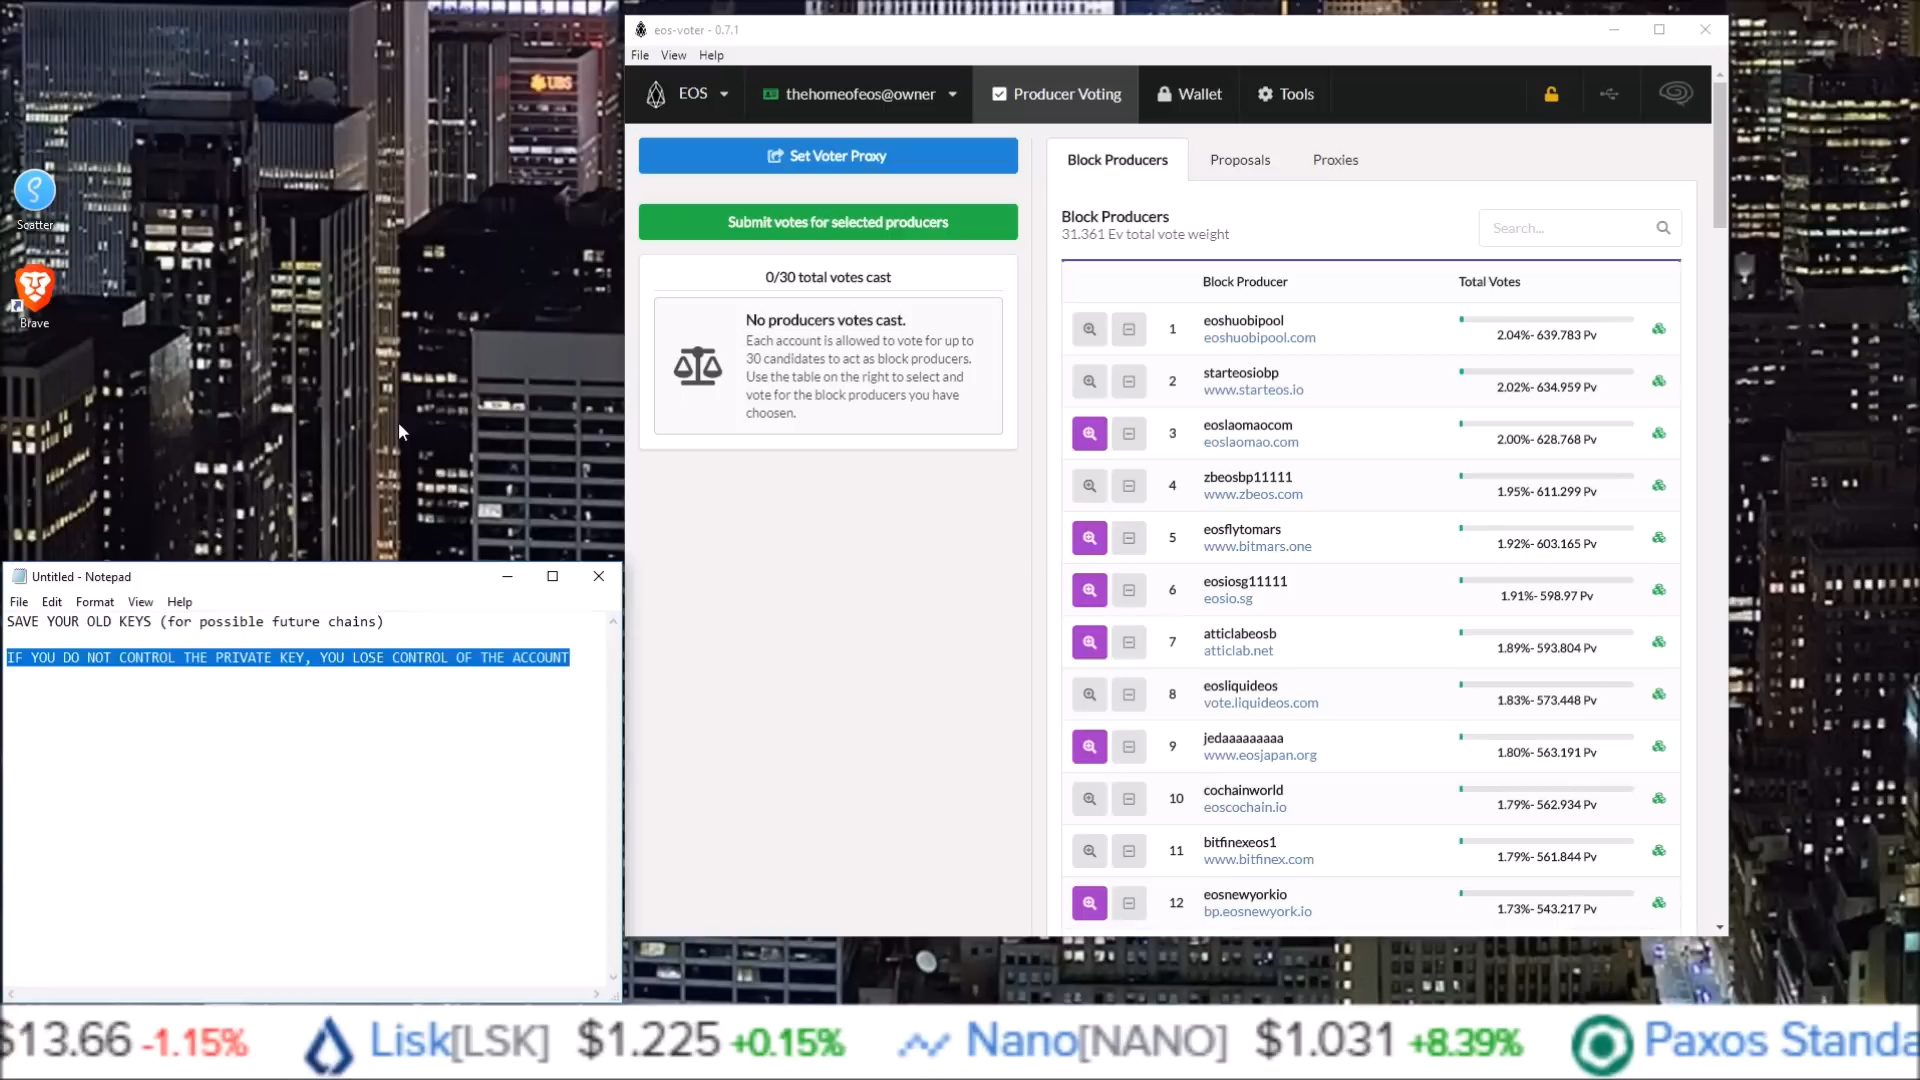 UBS
Scatter
Brave
eos-voter - 0.7.1
File View Help
EOS
thehomeofeos@owner
Producer Voting
Wallet
Tools
Set Voter Proxy
Submit votes for selected producers
0/30 total votes cast
No producers votes cast.
Each account is allowed to vote for up to
30 candidates to act as block producers.
Use the table on the right to select and
vote for the block producers you have
choosen.
Block Producers Proposals Proxies
Block Producers
31.361 Ev total vote weight
Search...
Block Producer Total Votes
1 eoshuobipool 2.04%- 639.783 Pv
eoshuobipool.com
2 starteosiobp 2.02%- 634.959 Pv
www.starteos.io
3 eoslaomaocom 2.00%- 628.768 Pv
eoslaomao.com
4 zbeosbp11111 1.95%- 611.299 Pv
www.zbeos.com
5 eosflytomars 1.92%- 603.165 Pv
www.bitmars.one
6 eosiosg11111 1.91%- 598.97 Pv
eosio.sg
7 atticlabeosb 1.89%- 593.804 Pv
atticlab.net
8 eosliquideos 1.83%- 573.448 Pv
vote.liquideos.com
9 jedaaaaaaaaa 1.80%- 563.191 Pv
www.eosjapan.org
10 cochainworld 1.79%- 562.934 Pv
eoscochain.io
11 bitfinexeos1 1.79%- 561.844 Pv
www.bitfinex.com
12 eosnewyorkio 1.73%- 543.217 Pv
bp.eosnewyork.io
Untitled - Notepad
File Edit Format View Help
SAVE YOUR OLD KEYS (for possible future chains)
IF YOU DO NOT CONTROL THE PRIVATE KEY, YOU LOSE CONTROL OF THE ACCOUNT
$13.66 -1.15% Lisk[LSK] $1.225 +0.15% Nano[NANO] $1.031 +8.39% Paxos Standa